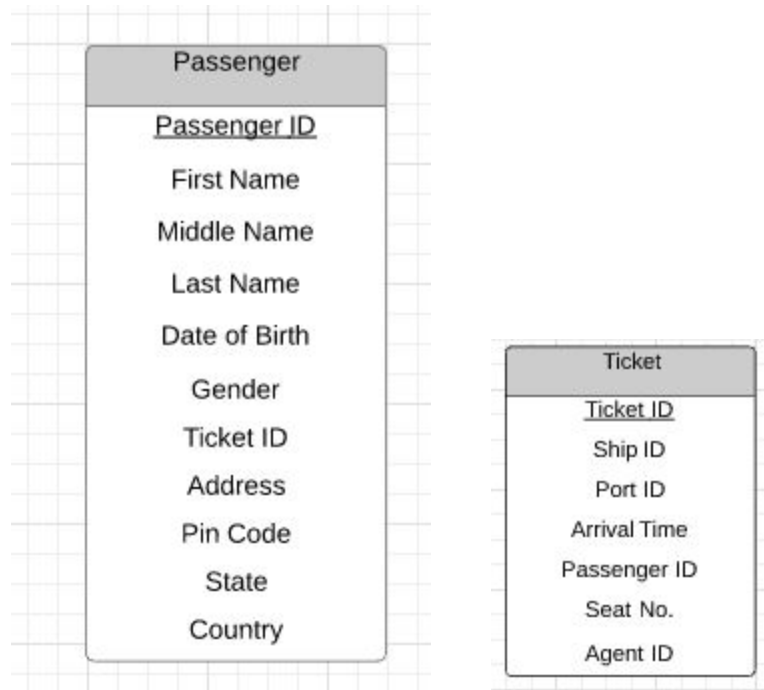 Passenger
Passenger ID
First Name
Middle Name
Last Name
Date of Birth
Gender
Ticket ID
Address
Pin Code
State
Country
Ticket
Ticket ID
Ship ID
Port ID
Arrival Time
Passenger ID
Seat No.
Agent ID